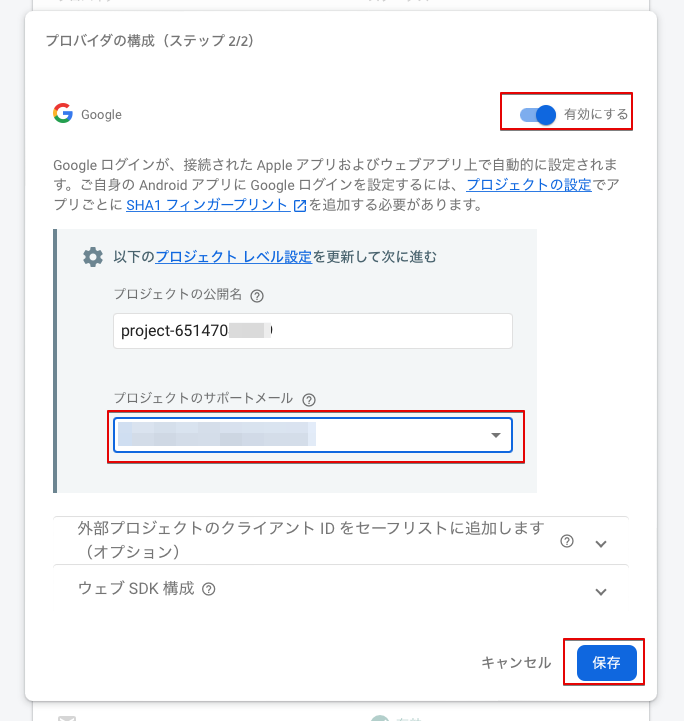 プロバイダの構成（ステップ 2/2）
Google
有効にする
Google ログインが、接続された Apple アプリおよびウェブアプリ上で自動的に設定されま
す。ご自身の Android アプリに Google ログインを設定するには、プロジェクトの設定でア
プリごとに SHA1 フィンガープリント を追加する必要があります。
以下のプロジェクト レベル設定を更新して次に進む
プロジェクトの公開名
project-651470
プロジェクトのサポートメール
外部プロジェクトのクライアント ID をセーフリストに追加します
（オプション）
ウェブ SDK 構成
キャンセル
保存